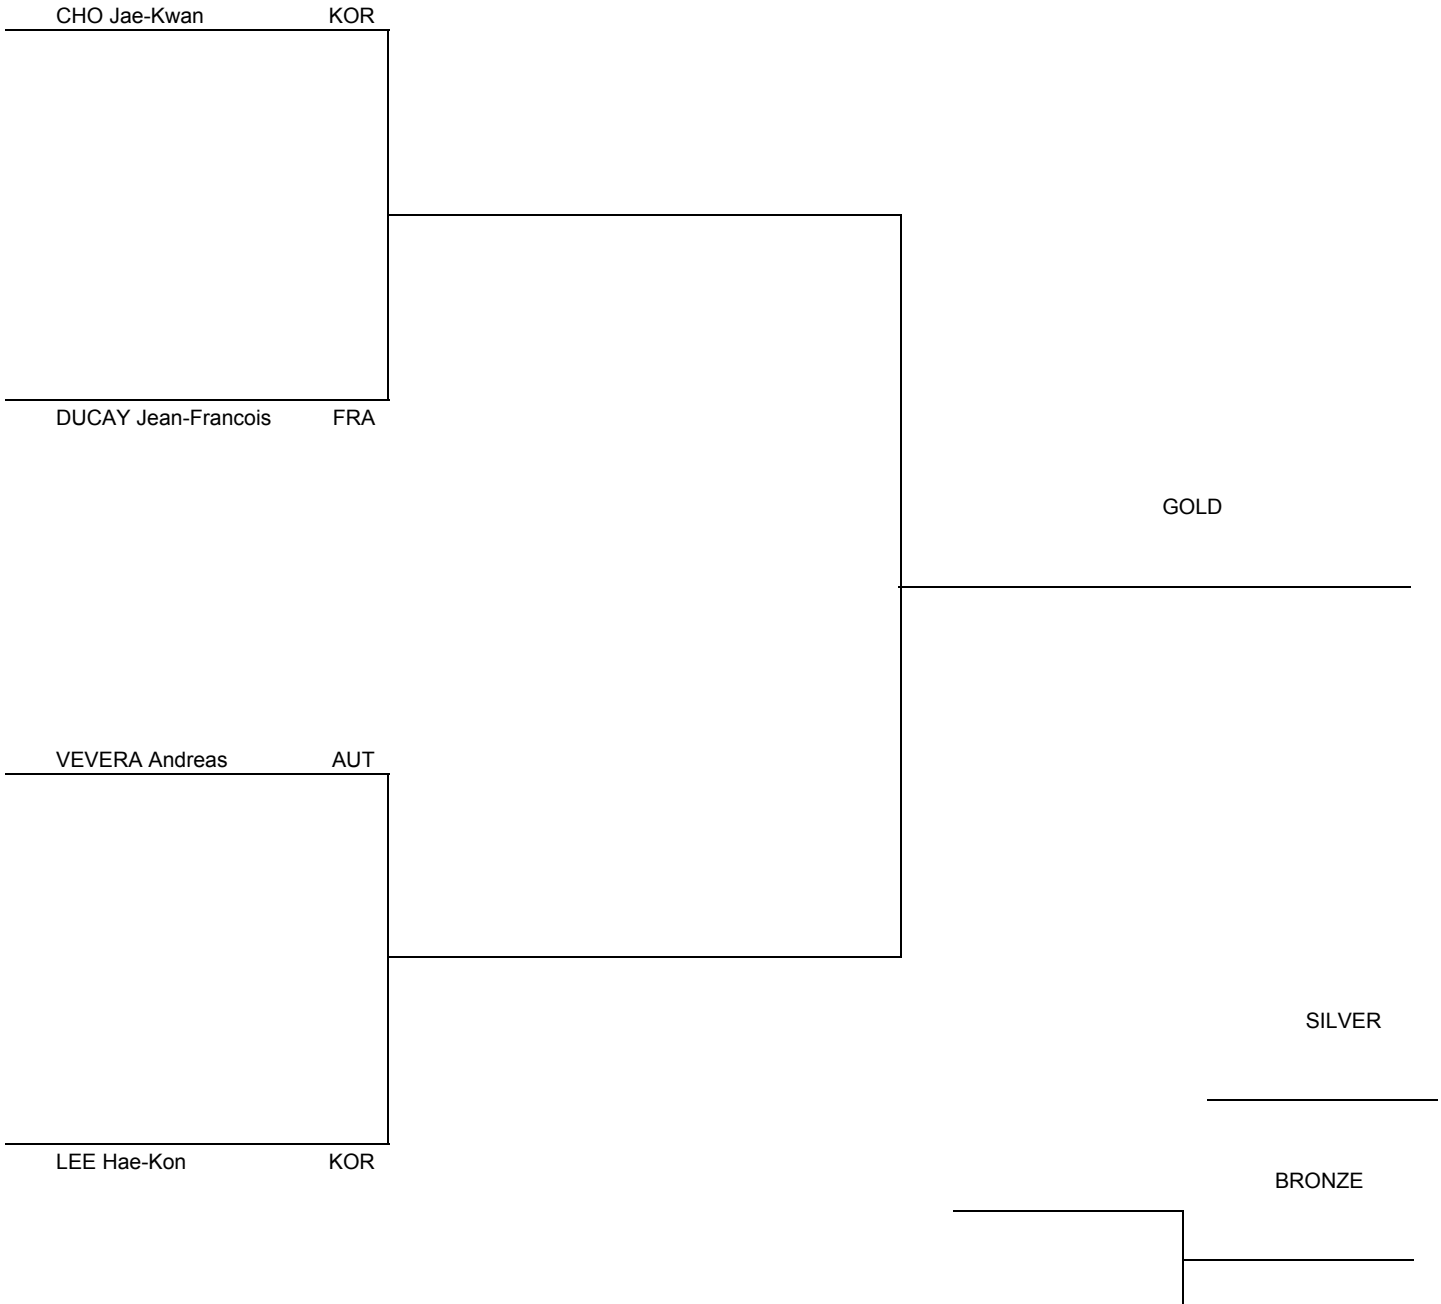 CHO Jae-Kwan KOR
DUCAY Jean-Francois FRA
GOLD
VEVERA Andreas AUT
SILVER
LEE Hae-Kon KOR
BRONZE